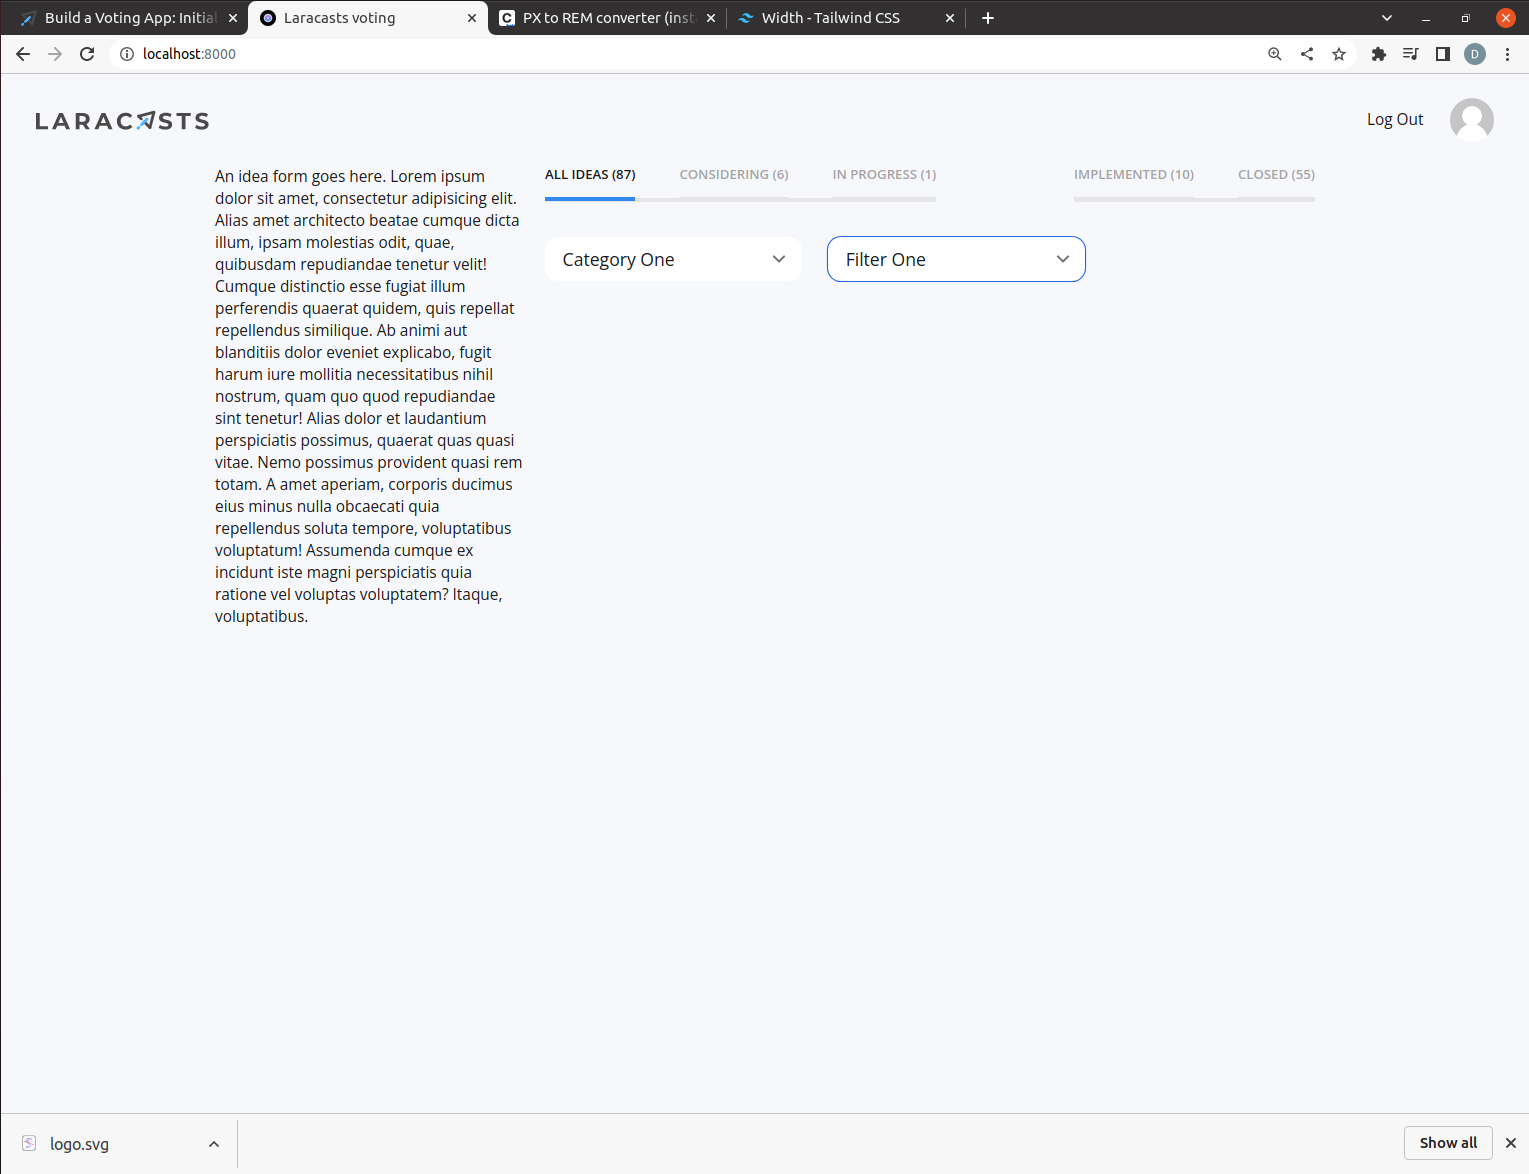 Build a Voting App: Initial
Laracasts voting
PX to REM converter (inst
Width - Tailwind CSS
localhost:8000
D
LARACASTS
Log Out
An idea form goes here. Lorem ipsum
dolor sit amet, consectetur adipisicing elit.
Alias amet architecto beatae cumque dicta
illum, ipsam molestias odit, quae,
quibusdam repudiandae tenetur velit!
Cumque distinctio esse fugiat illum
perferendis quaerat quidem, quis repellat
repellendus similique. Ab animi aut
blanditiis dolor eveniet explicabo, fugit
harum iure mollitia necessitatibus nihil
nostrum, quam quo quod repudiandae
sint tenetur! Alias dolor et laudantium
perspiciatis possimus, quaerat quas quasi
vitae. Nemo possimus provident quasi rem
totam. A amet aperiam, corporis ducimus
eius minus nulla obcaecati quia
repellendus soluta tempore, voluptatibus
voluptatum! Assumenda cumque ex
incidunt iste magni perspiciatis quia
ratione vel voluptas voluptatem? Itaque,
voluptatibus.
ALL IDEAS (87)
CONSIDERING (6)
IN PROGRESS (1)
IMPLEMENTED (10)
CLOSED (55)
Category One
Filter One
logo.svg
Show all